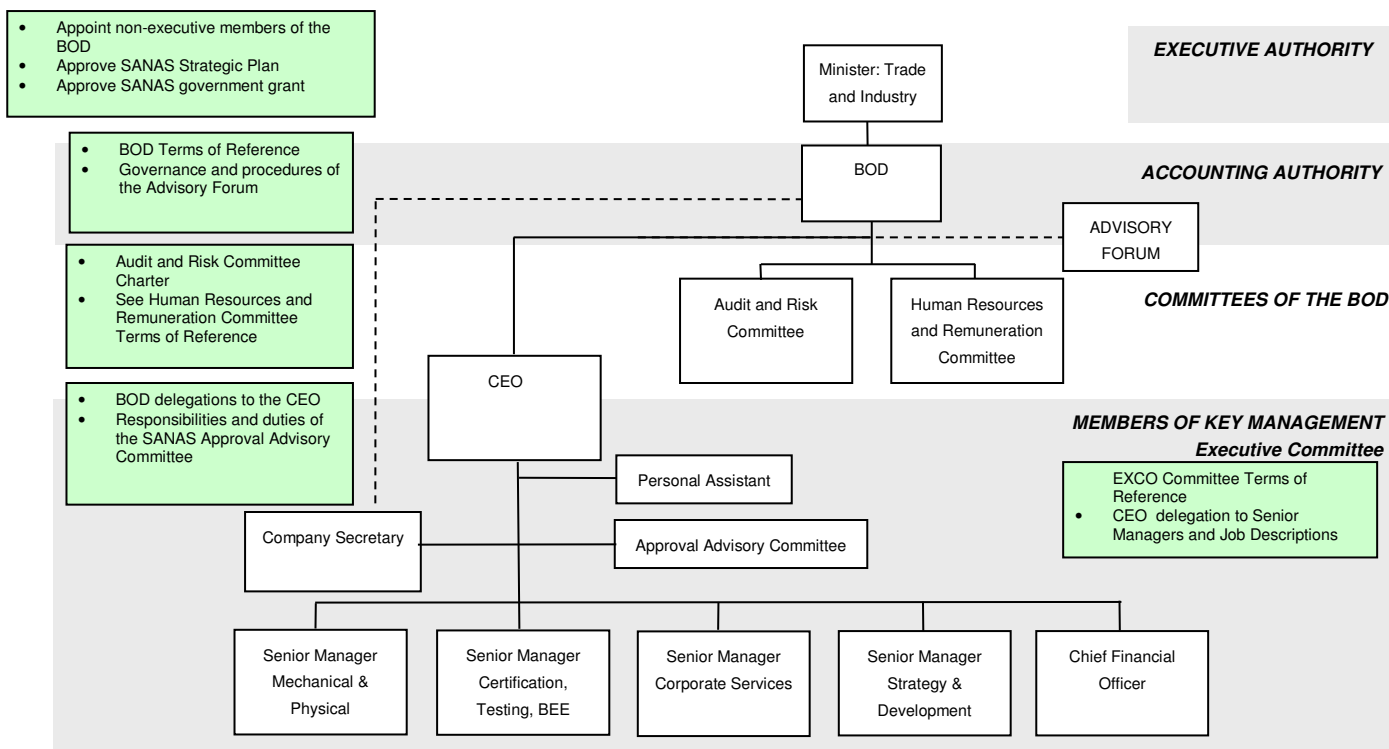 • Appoint non-executive members of the
BOD
• Approve SANAS Strategic Plan
• Approve SANAS government grant
EXECUTIVE AUTHORITY
Minister: Trade
and Industry
• BOD Terms of Reference
• Governance and procedures of
the Advisory Forum
BOD
ACCOUNTING AUTHORITY
ADVISORY
FORUM
• Audit and Risk Committee
Charter
• See Human Resources and
Remuneration Committee
Terms of Reference
Audit and Risk
Committee
Human Resources
and Remuneration
Committee
COMMITTEES OF THE BOD
• BOD delegations to the CEO
• Responsibilities and duties of
the SANAS Approval Advisory
Committee
CEO
MEMBERS OF KEY MANAGEMENT
Executive Committee
EXCO Committee Terms of
Reference
• CEO delegation to Senior
Managers and Job Descriptions
Personal Assistant
Company Secretary
Approval Advisory Committee
Senior Manager
Mechanical &
Physical
Senior Manager
Certification,
Testing, BEE
Senior Manager
Corporate Services
Senior Manager
Strategy &
Development
Chief Financial
Officer